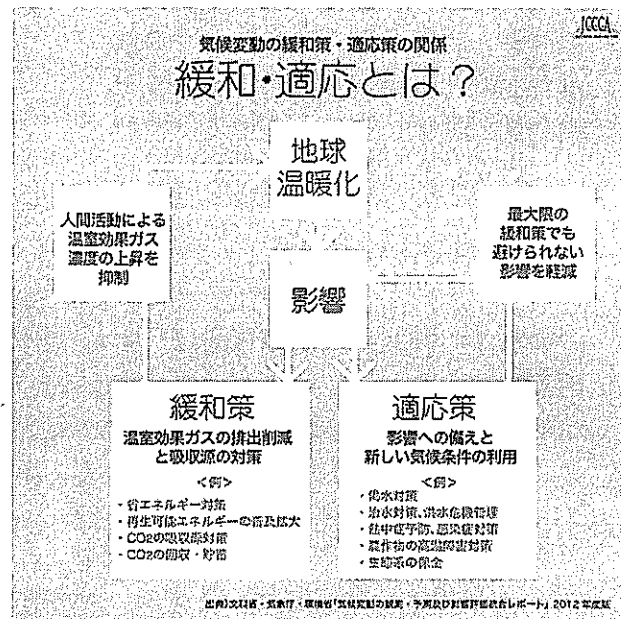 JCCCA
気候変動の緩和策・適応策の関係
緩和・適応とは？
地球
温暖化
人間活動による
温室効果ガス
濃度の上昇を
抑制
最大限の
緩和策でも
避けられない
影響を軽減
影響
緩和策
温室効果ガスの排出削減
と吸収源の対策
＜例＞
・省エネルギー対策
・再生可能エネルギーの普及拡大
・CO2の吸収源対策
・CO2の回収・貯留
適応策
影響への備えと
新しい気候条件の利用
＜例＞
・渇水対策
・治水対策、洪水危機管理
・熱中症予防、感染症対策
・農作物の高温障害対策
・生態系の保全
出典）文科省・気象庁・環境省「気候変動の観測・予測及び影響評価統合レポート」2012年度版